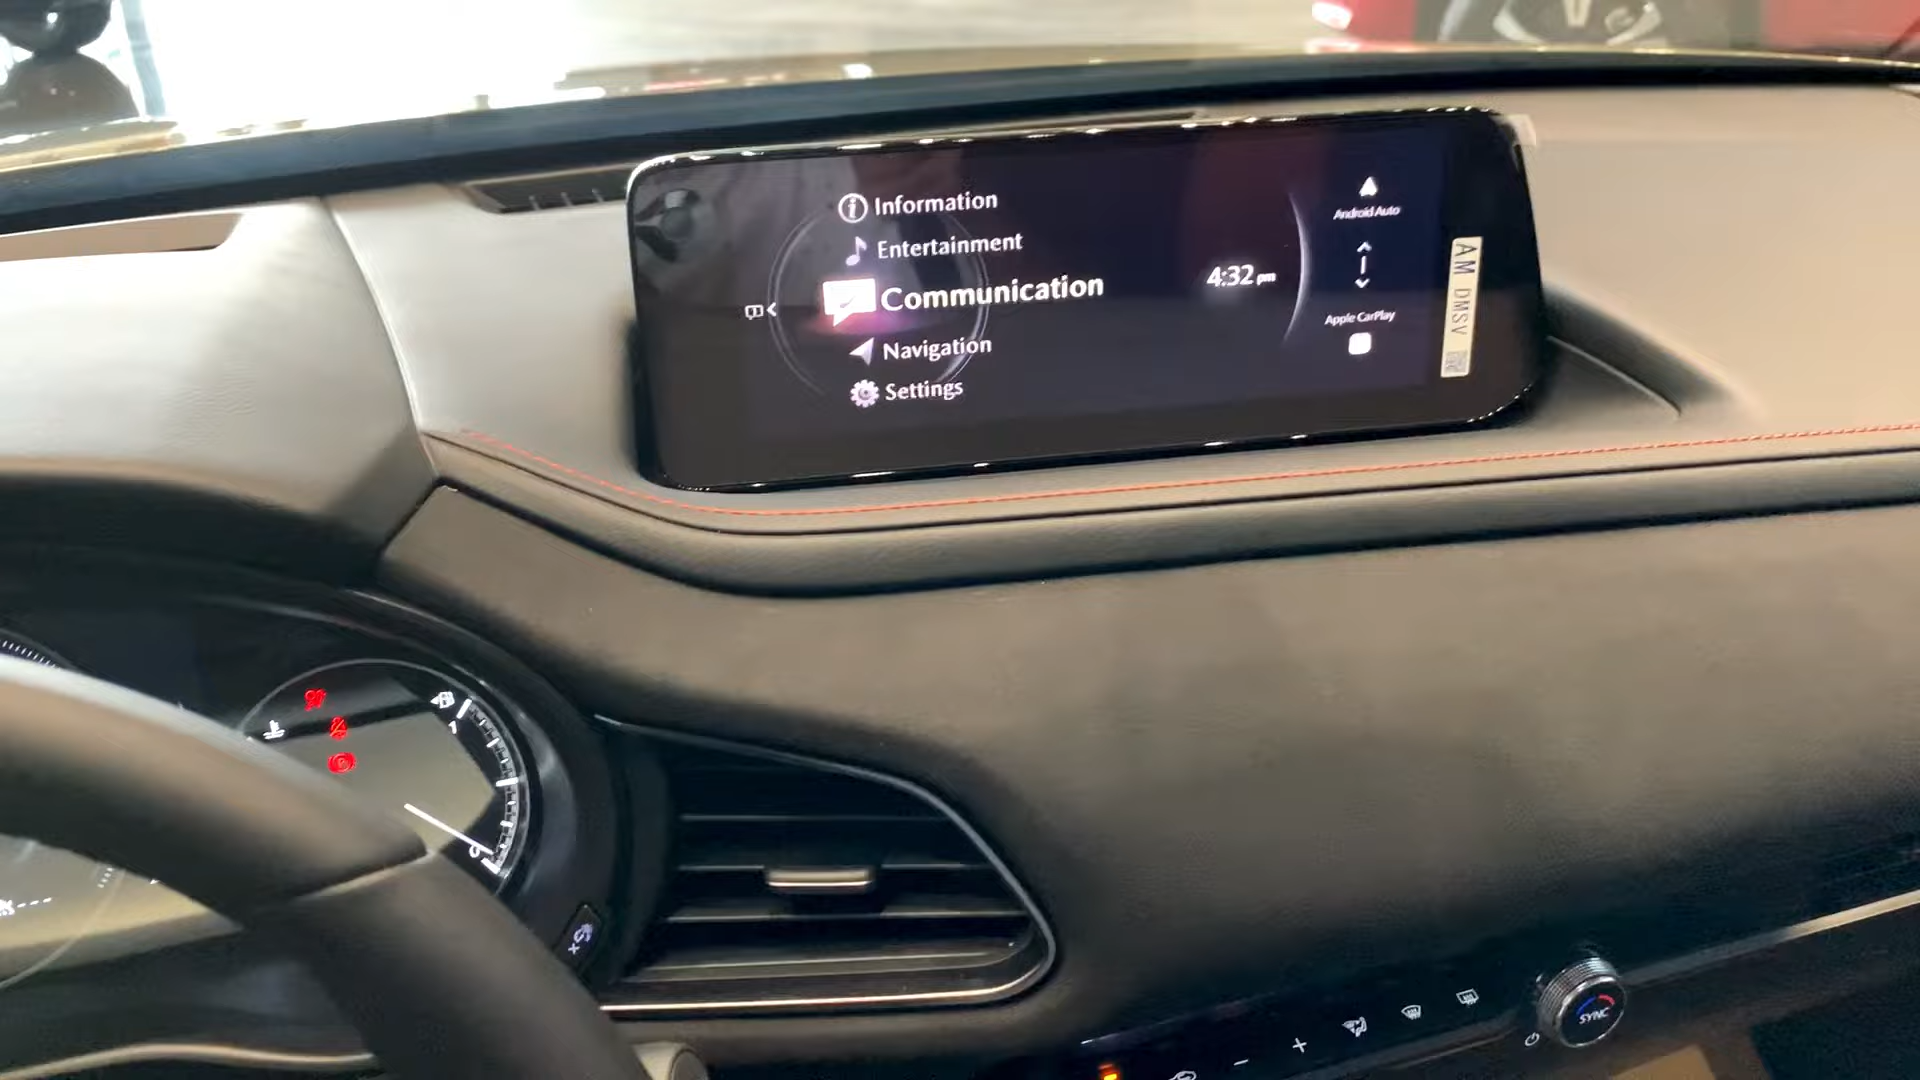 Information
Entertainment
Communication
Navigation
Settings
4:32 pm
Android Auto
Apple CarPlay
AM DMSV
SYNC